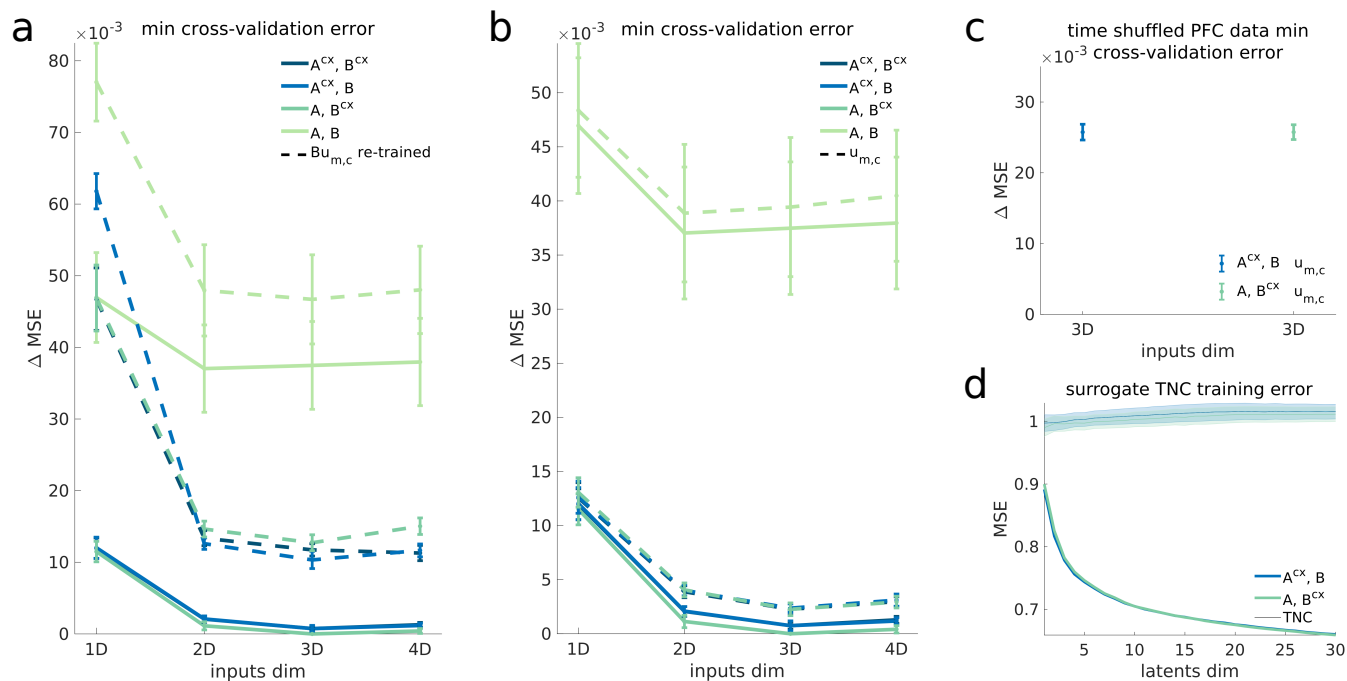 a
×10⁻³ min cross-validation error
Aᶜˣ, Bᶜˣ
Aᶜˣ, B
A, Bᶜˣ
A, B
Bu_m,c re-trained
80
70
60
50
40
30
20
10
0
Δ MSE
1D 2D 3D 4D
inputs dim
b
×10⁻³ min cross-validation error
Aᶜˣ, Bᶜˣ
Aᶜˣ, B
A, Bᶜˣ
A, B
u_m,c
50
45
40
35
30
25
20
15
10
5
0
Δ MSE
1D 2D 3D 4D
inputs dim
c
time shuffled PFC data min
×10⁻³ cross-validation error
30
20
10
0
Δ MSE
Aᶜˣ, B u_m,c
A, Bᶜˣ u_m,c
3D 3D
inputs dim
d
surrogate TNC training error
1
0.9
0.8
0.7
MSE
Aᶜˣ, B
A, Bᶜˣ
TNC
5 10 15 20 25 30
latents dim